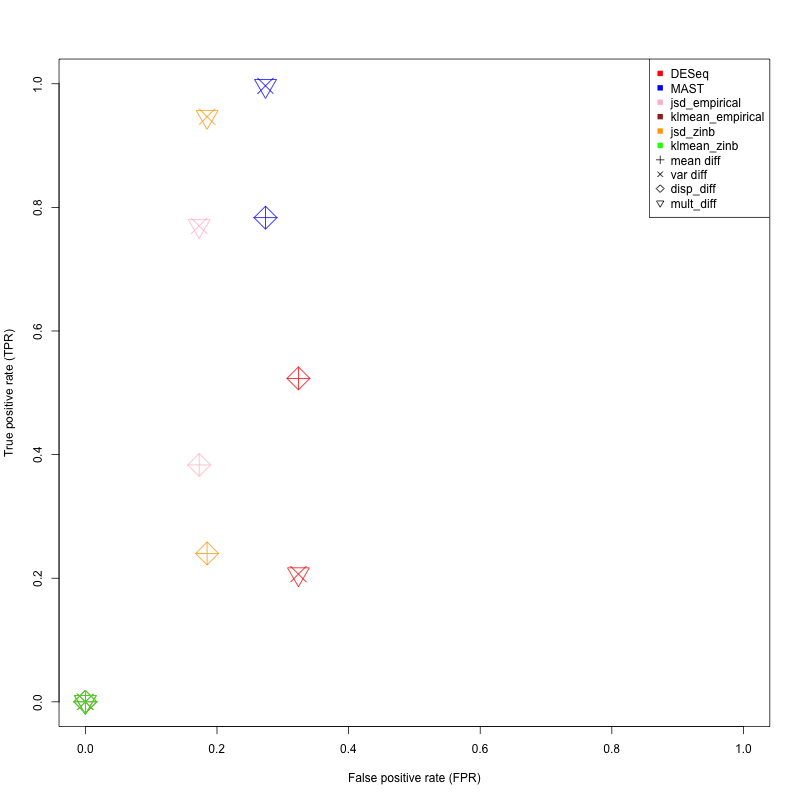 DESeq
MAST
jsd_empirical
klmean_empirical
jsd_zinb
klmean_zinb
mean diff
var diff
disp_diff
mult_diff
True positive rate (TPR)
1.0
0.8
0.6
0.4
0.2
0.0
0.0 0.2 0.4 0.6 0.8 1.0
False positive rate (FPR)